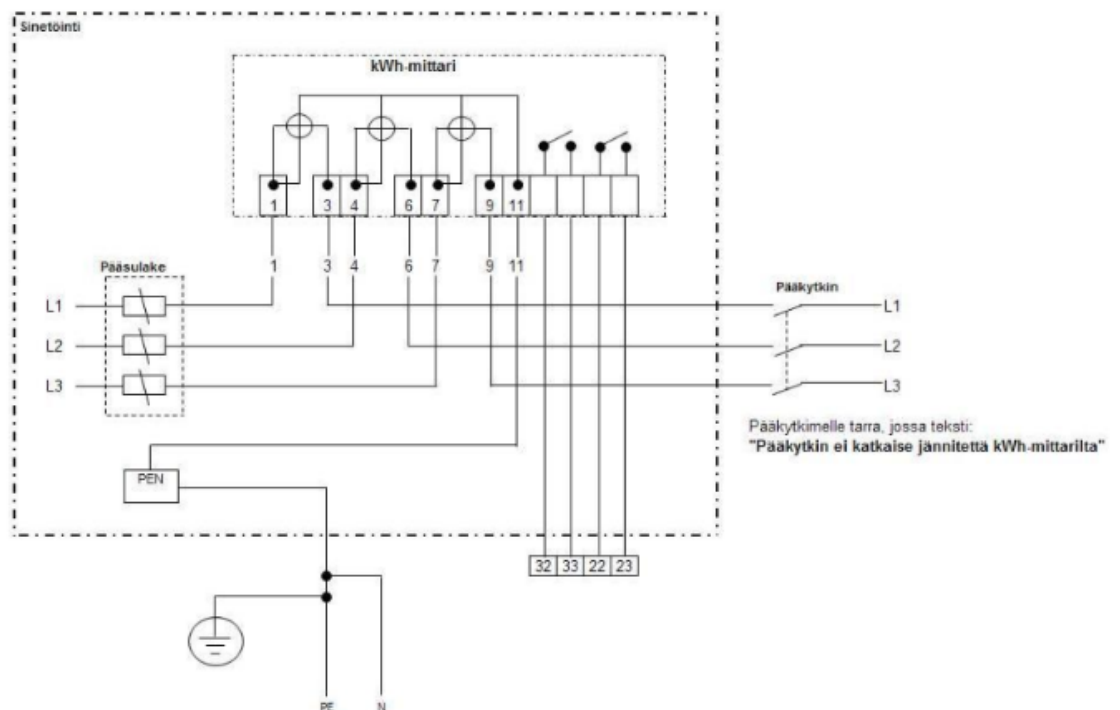 Sinetöinti
kWh-mittari
1 3 4 6 7 9 11
1 3 4 6 7 9 11
Pääsulake
Pääkytkin
L1 L1
L2 L2
L3 L3
Pääkytkimelle tarra, jossa teksti:
"Pääkytkin ei katkaise jännitettä kWh-mittarilta"
PEN
32 33 22 23
PE N